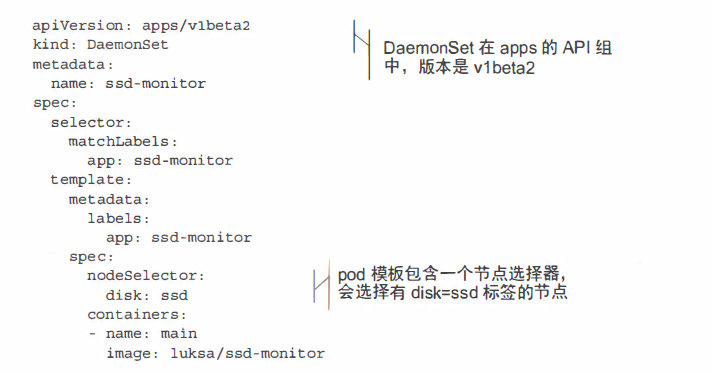 apiVersion: apps/v1beta2
kind: DaemonSet
metadata:
  name: ssd-monitor
spec:
  selector:
    matchLabels:
      app: ssd-monitor
  template:
    metadata:
      labels:
        app: ssd-monitor
    spec:
      nodeSelector:
        disk: ssd
      containers:
      - name: main
        image: luksa/ssd-monitor
DaemonSet 在 apps 的 API 组
中，版本是 v1beta2
pod 模板包含一个节点选择器，
会选择有 disk=ssd 标签的节点